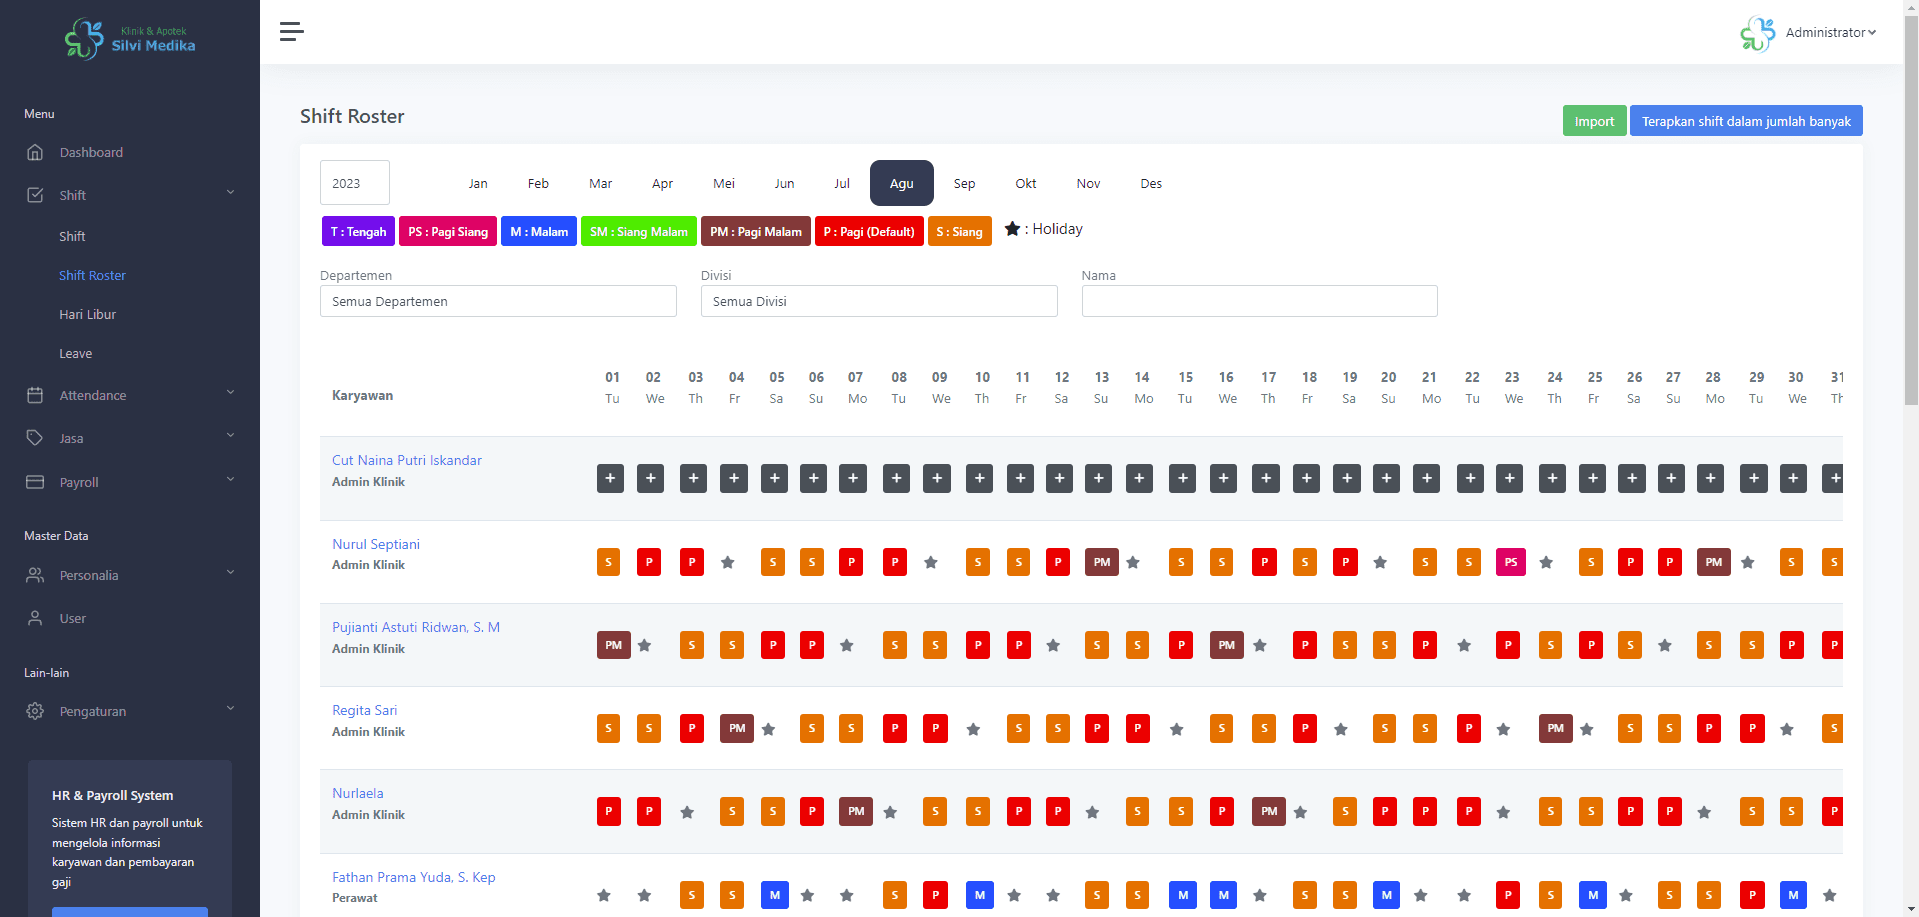 Klinik & Apotek
Silvi Medika
Administrator
Menu
Dashboard
Shift
Shift
Shift Roster
Hari Libur
Leave
Attendance
Jasa
Payroll
Master Data
Personalia
User
Lain-lain
Pengaturan
HR & Payroll System
Sistem HR dan payroll untuk
mengelola informasi
karyawan dan pembayaran
gaji
Shift Roster
Import Terapkan shift dalam jumlah banyak
2023 Jan Feb Mar Apr Mei Jun Jul Agu Sep Okt Nov Des
T : Tengah PS : Pagi Siang M : Malam SM : Siang Malam PM : Pagi Malam P : Pagi (Default) S : Siang : Holiday
Departemen Divisi Nama
Semua Departemen Semua Divisi
Karyawan
01 02 03 04 05 06 07 08 09 10 11 12 13 14 15 16 17 18 19 20 21 22 23 24 25 26 27 28 29 30 31
Tu We Th Fr Sa Su Mo Tu We Th Fr Sa Su Mo Tu We Th Fr Sa Su Mo Tu We Th Fr Sa Su Mo Tu We Th
Cut Naina Putri Iskandar
Admin Klinik
+ + + + + + + + + + + + + + + + + + + + + + + + + + + + + + +
Nurul Septiani
Admin Klinik
S P P S S P P S S P PM S S P S P S S PS S P P PM S S
Pujianti Astuti Ridwan, S. M
Admin Klinik
PM S S P P S S P P S S P PM P S S P P S P S S S P P
Regita Sari
Admin Klinik
S S P PM S S P P S S P P S S P S S P PM S S P P S
Nurlaela
Admin Klinik
P P S S P PM S S P P S S P PM S P P P S S P P S S P
Fathan Prama Yuda, S. Kep
Perawat
S S M S P M S S M M S S M P S M S S P M